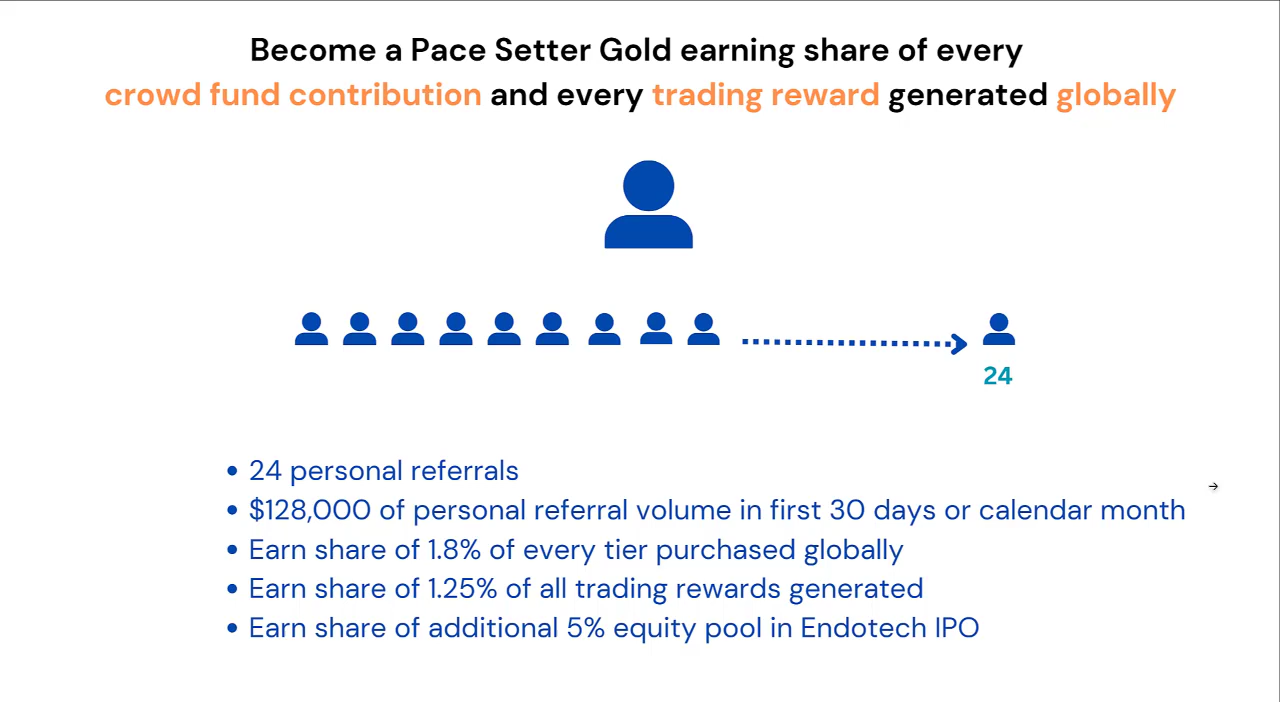 Become a Pace Setter Gold earning share of every
crowd fund contribution and every trading reward generated globally
24
• 24 personal referrals
• $128,000 of personal referral volume in first 30 days or calendar month
• Earn share of 1.8% of every tier purchased globally
• Earn share of 1.25% of all trading rewards generated
• Earn share of additional 5% equity pool in Endotech IPO